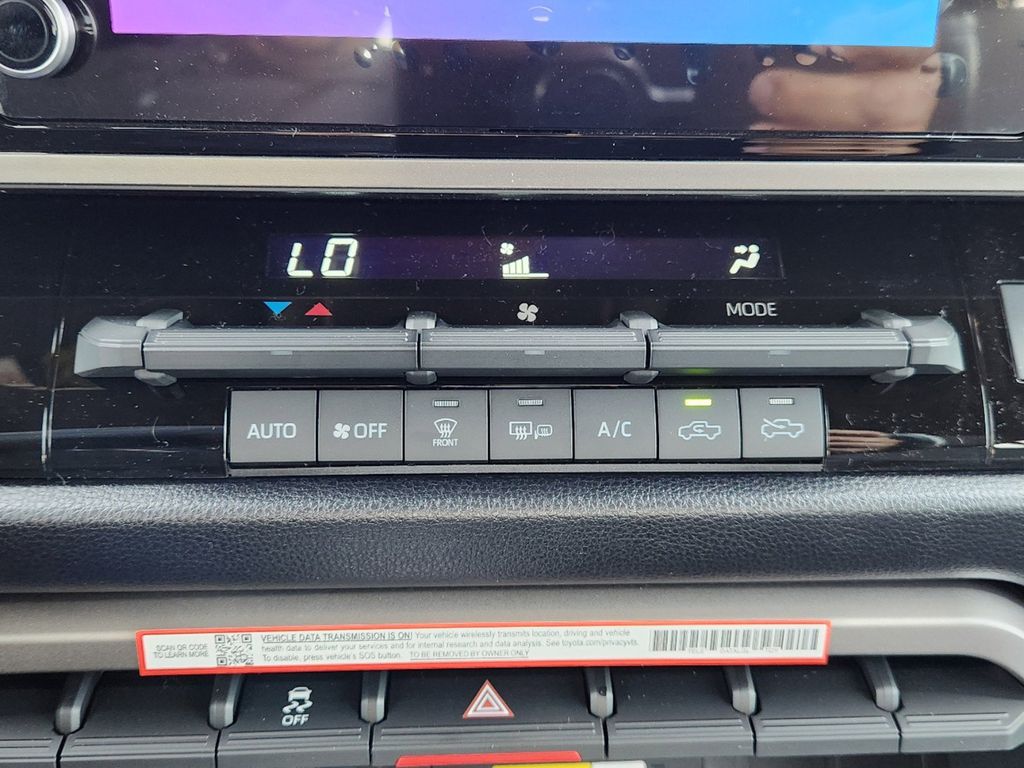 LO
MODE
AUTO OFF FRONT A/C
SCAN QR CODE
TO LEARN MORE
VEHICLE DATA TRANSMISSION IS ON! Your vehicle wirelessly transmits location, driving and vehicle
health data to deliver your services and for internal research and data analysis. See toyota.com/privacyvts.
To disable, press vehicle's SOS button. TO BE REMOVED BY OWNER ONLY
OFF